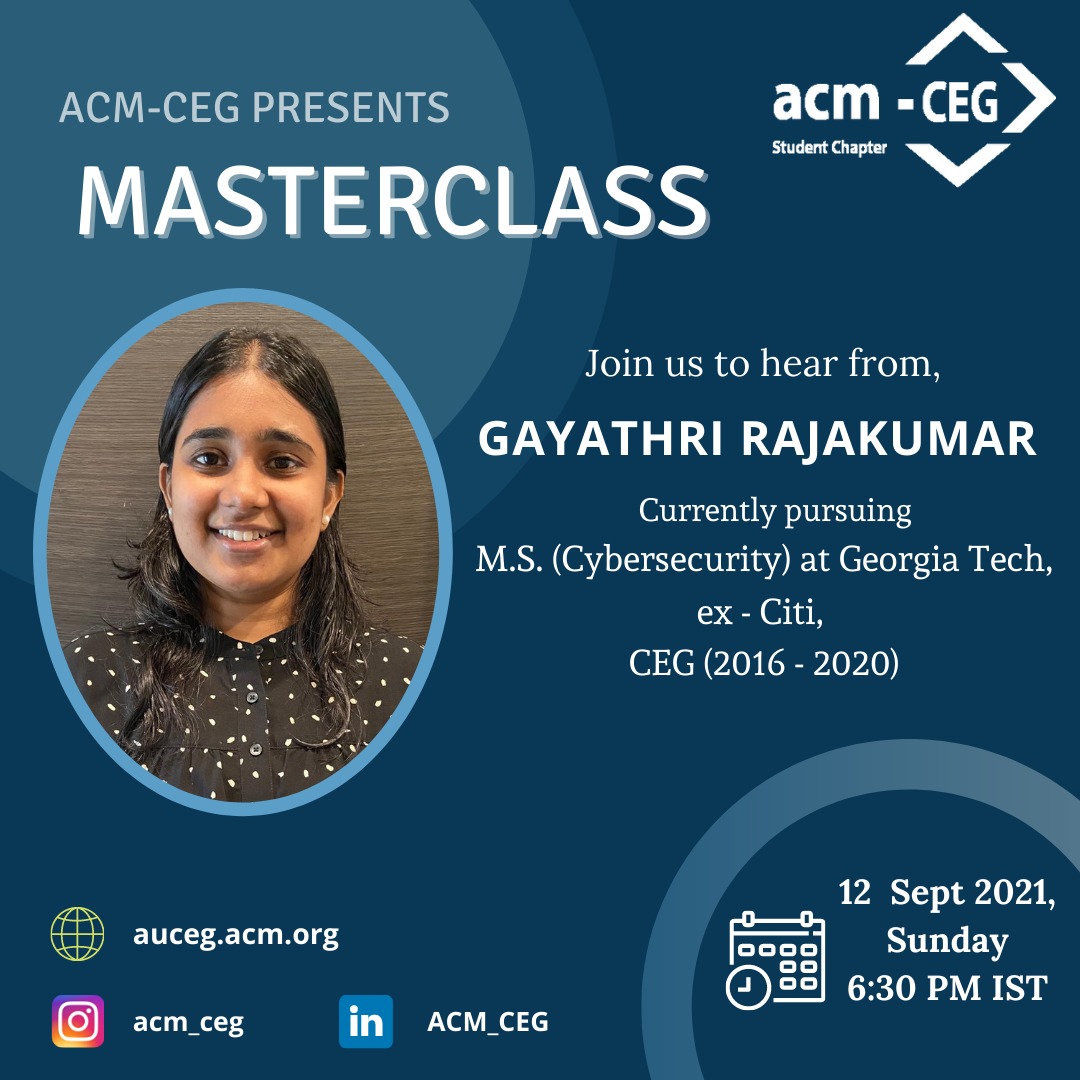 acm - CEG
Student Chapter
ACM-CEG PRESENTS
MASTERCLASS
Join us to hear from,
GAYATHRI RAJAKUMAR
Currently pursuing
M.S. (Cybersecurity) at Georgia Tech,
ex - Citi,
CEG (2016 - 2020)
12 Sept 2021,
Sunday
6:30 PM IST
auceg.acm.org
acm_ceg
in
ACM_CEG